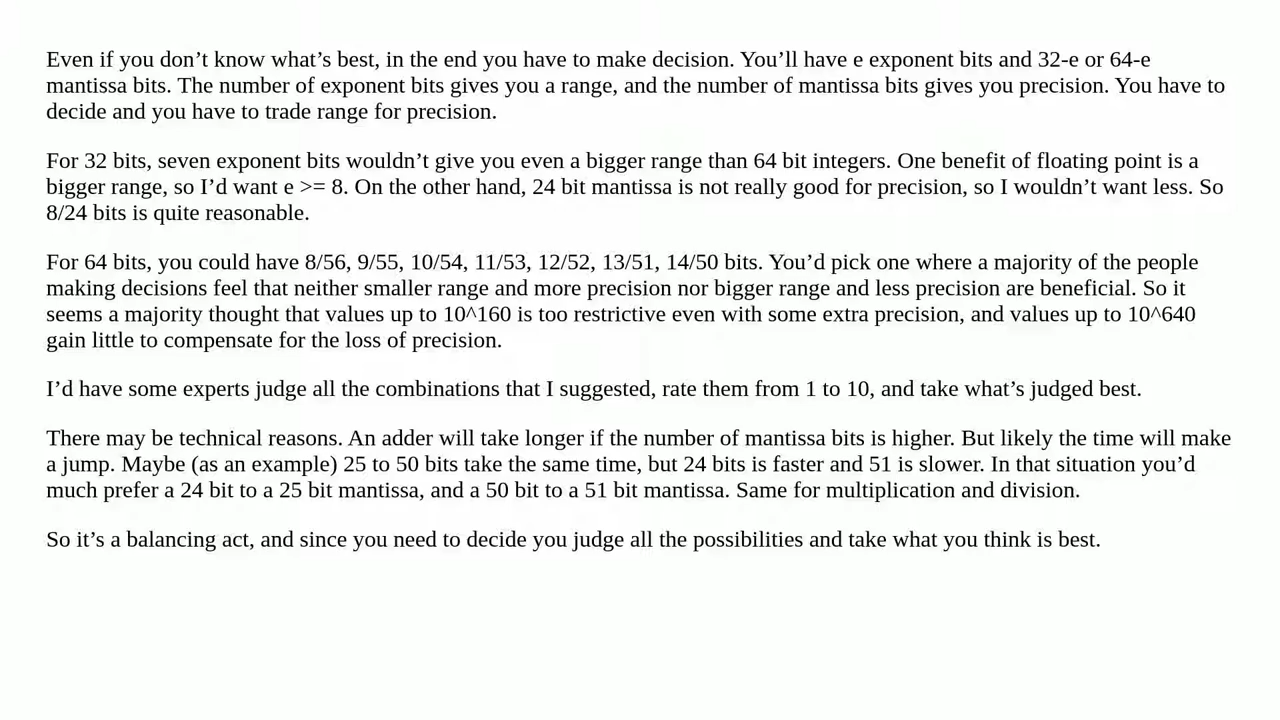 Even if you don’t know what’s best, in the end you have to make decision. You’ll have e exponent bits and 32-e or 64-e
mantissa bits. The number of exponent bits gives you a range, and the number of mantissa bits gives you precision. You have to
decide and you have to trade range for precision.
For 32 bits, seven exponent bits wouldn’t give you even a bigger range than 64 bit integers. One benefit of floating point is a
bigger range, so I’d want e >= 8. On the other hand, 24 bit mantissa is not really good for precision, so I wouldn’t want less. So
8/24 bits is quite reasonable.
For 64 bits, you could have 8/56, 9/55, 10/54, 11/53, 12/52, 13/51, 14/50 bits. You’d pick one where a majority of the people
making decisions feel that neither smaller range and more precision nor bigger range and less precision are beneficial. So it
seems a majority thought that values up to 10^160 is too restrictive even with some extra precision, and values up to 10^640
gain little to compensate for the loss of precision.
I’d have some experts judge all the combinations that I suggested, rate them from 1 to 10, and take what’s judged best.
There may be technical reasons. An adder will take longer if the number of mantissa bits is higher. But likely the time will make
a jump. Maybe (as an example) 25 to 50 bits take the same time, but 24 bits is faster and 51 is slower. In that situation you’d
much prefer a 24 bit to a 25 bit mantissa, and a 50 bit to a 51 bit mantissa. Same for multiplication and division.
So it’s a balancing act, and since you need to decide you judge all the possibilities and take what you think is best.